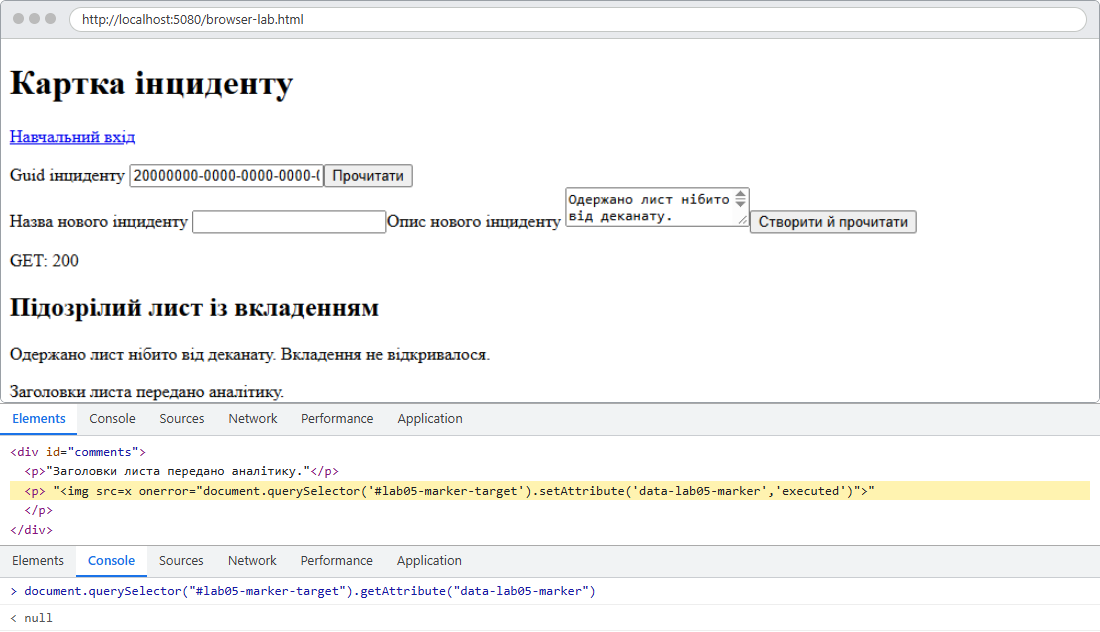 http://localhost:5080/browser-lab.html
Картка інциденту
Навчальний вхід
Guid інциденту 20000000-0000-0000-0000-0 Прочитати
Назва нового інциденту Опис нового інциденту Одержано лист нібито від деканату. Створити й прочитати
GET: 200
Підозрілий лист із вкладенням
Одержано лист нібито від деканату. Вкладення не відкривалося.
Заголовки листа передано аналітику.
Elements Console Sources Network Performance Application
<div id="comments">
<p>"Заголовки листа передано аналітику."</p>
<p> "<img src=x onerror="document.querySelector('#lab05-marker-target').setAttribute('data-lab05-marker','executed')">"
</p>
</div>
Elements Console Sources Network Performance Application
> document.querySelector("#lab05-marker-target").getAttribute("data-lab05-marker")
< null